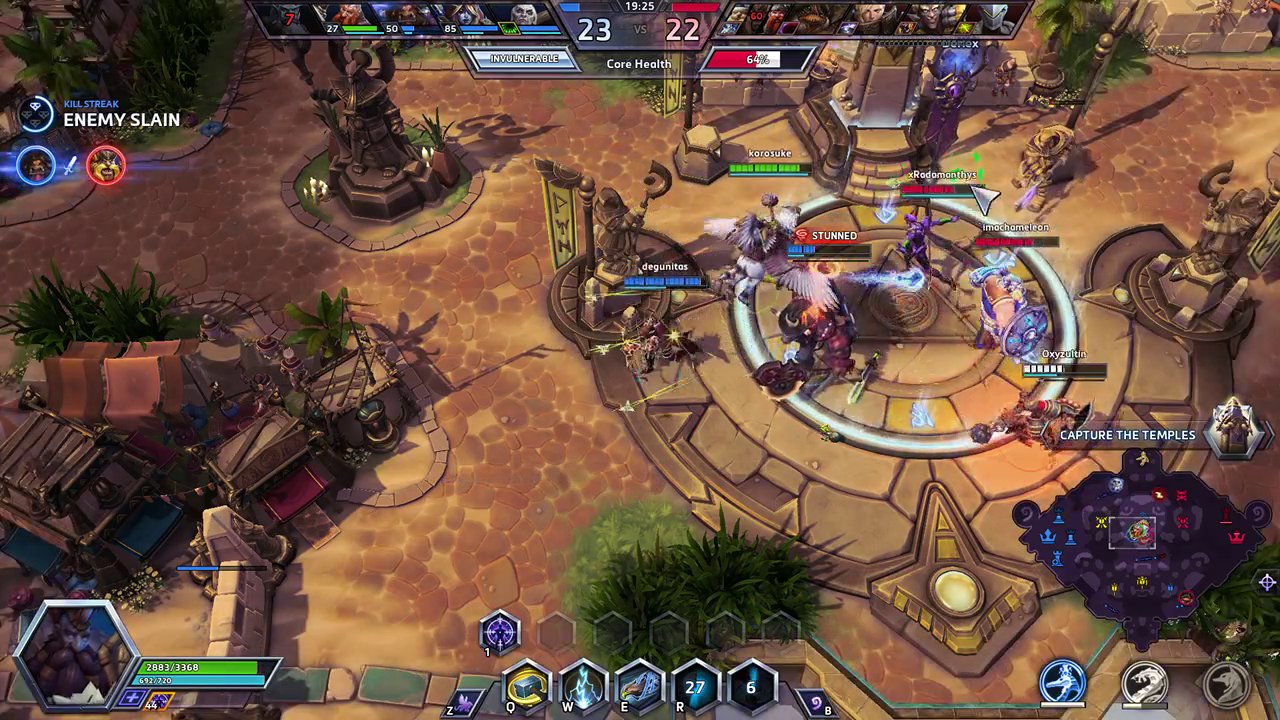 19:25
7
27
50
85
23 VS 22
GO
INVULNERABLE
Core Health
64%
KILL STREAK
ENEMY SLAIN
korosuke
xRadamanthys
imachameleon
STUNNED
degunitas
Oxyzultin
CAPTURE THE TEMPLES
1
2883/3368
692/720
44
Z
Q
W
E
R
27
6
B